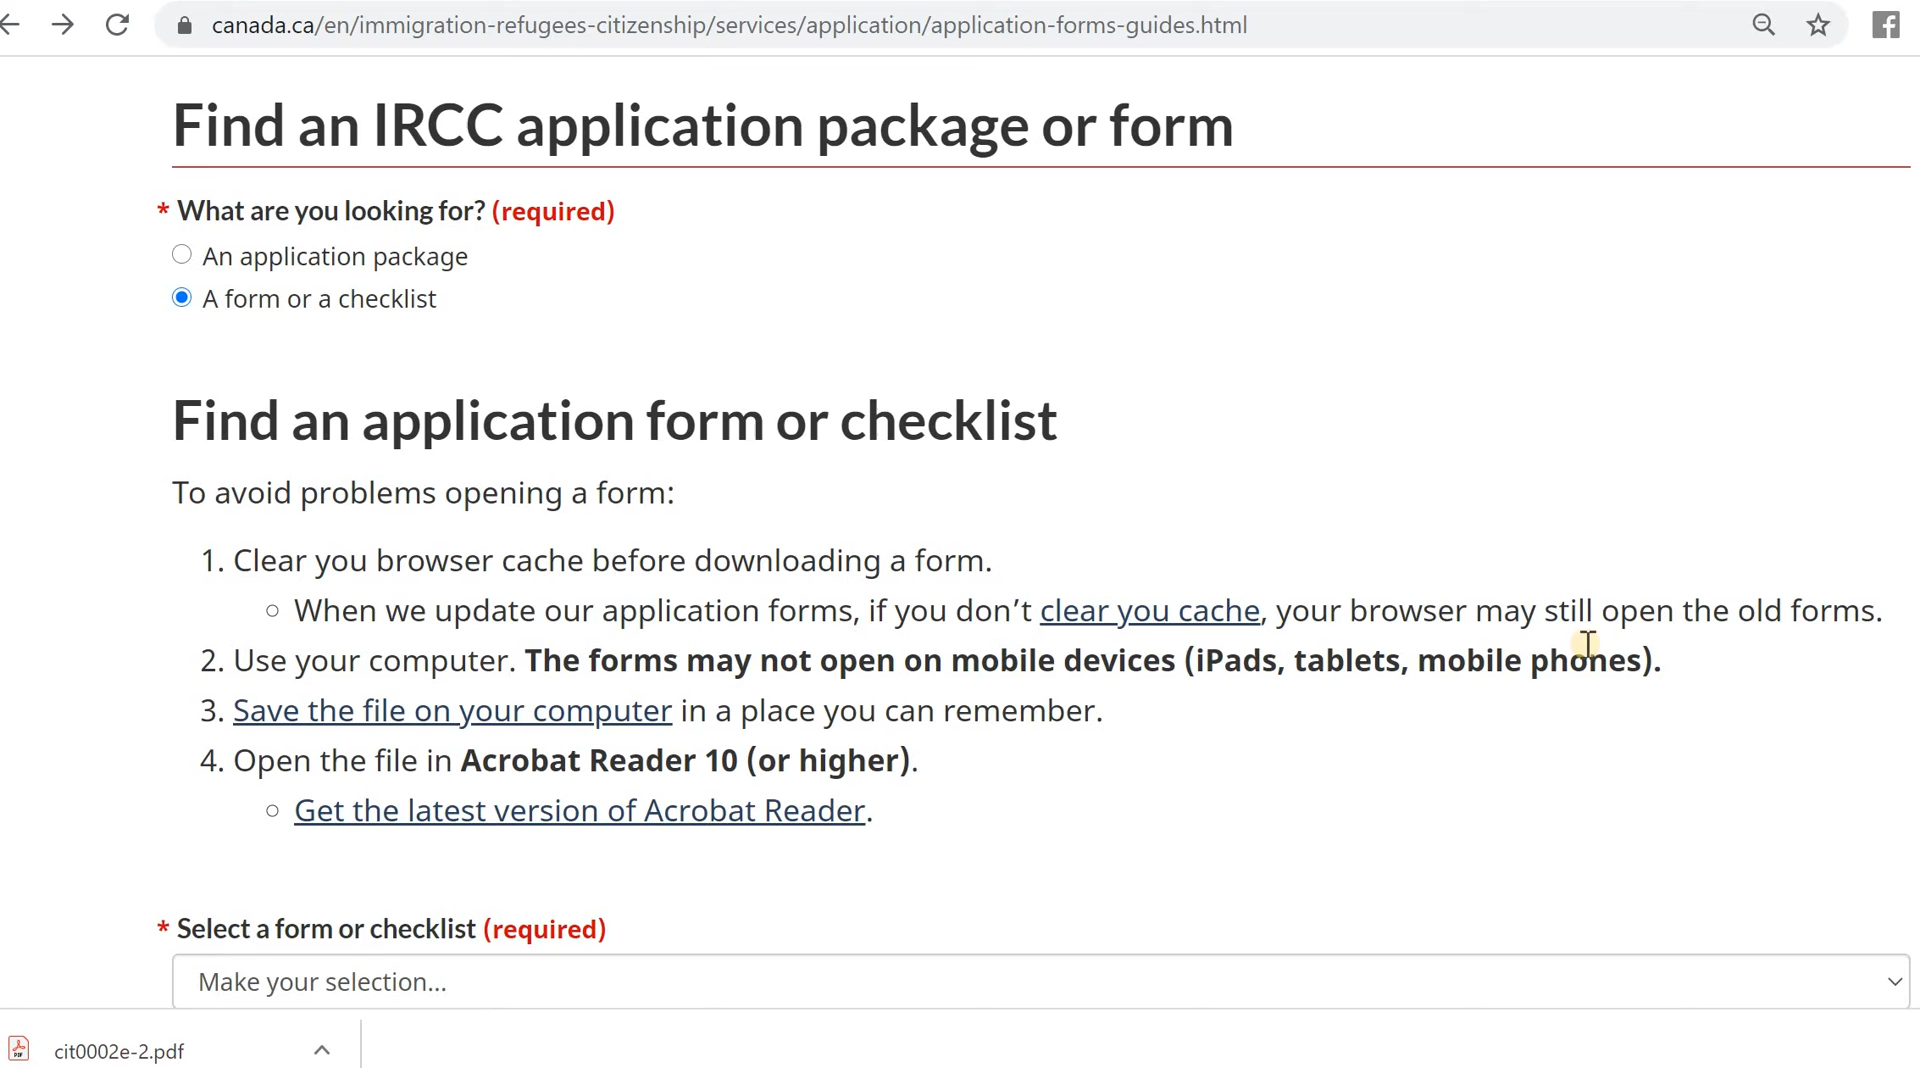 canada.ca/en/immigration-refugees-citizenship/services/application/application-forms-guides.html
Find an IRCC application package or form
* What are you looking for? (required)
An application package
A form or a checklist
Find an application form or checklist
To avoid problems opening a form:
1. Clear you browser cache before downloading a form.
When we update our application forms, if you don't clear you cache, your browser may still open the old forms.
2. Use your computer. The forms may not open on mobile devices (iPads, tablets, mobile phones).
3. Save the file on your computer in a place you can remember.
4. Open the file in Acrobat Reader 10 (or higher).
Get the latest version of Acrobat Reader.
* Select a form or checklist (required)
Make your selection...
cit0002e-2.pdf